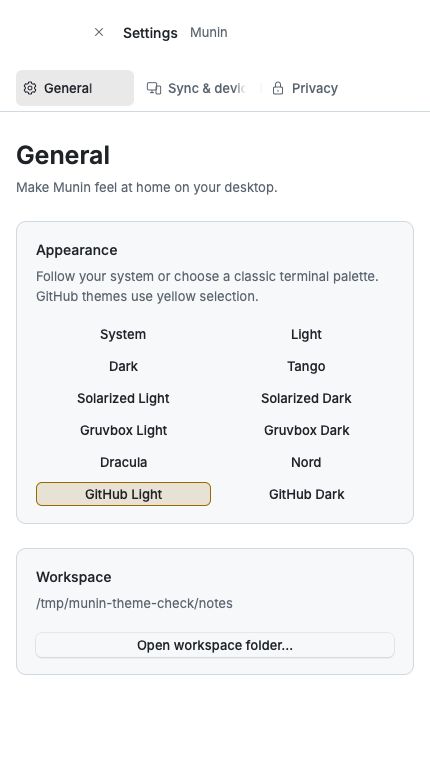 Settings Munin
General Sync & devic Privacy
General
Make Munin feel at home on your desktop.
Appearance
Follow your system or choose a classic terminal palette.
GitHub themes use yellow selection.
System Light
Dark Tango
Solarized Light Solarized Dark
Gruvbox Light Gruvbox Dark
Dracula Nord
GitHub Light GitHub Dark
Workspace
/tmp/munin-theme-check/notes
Open workspace folder...